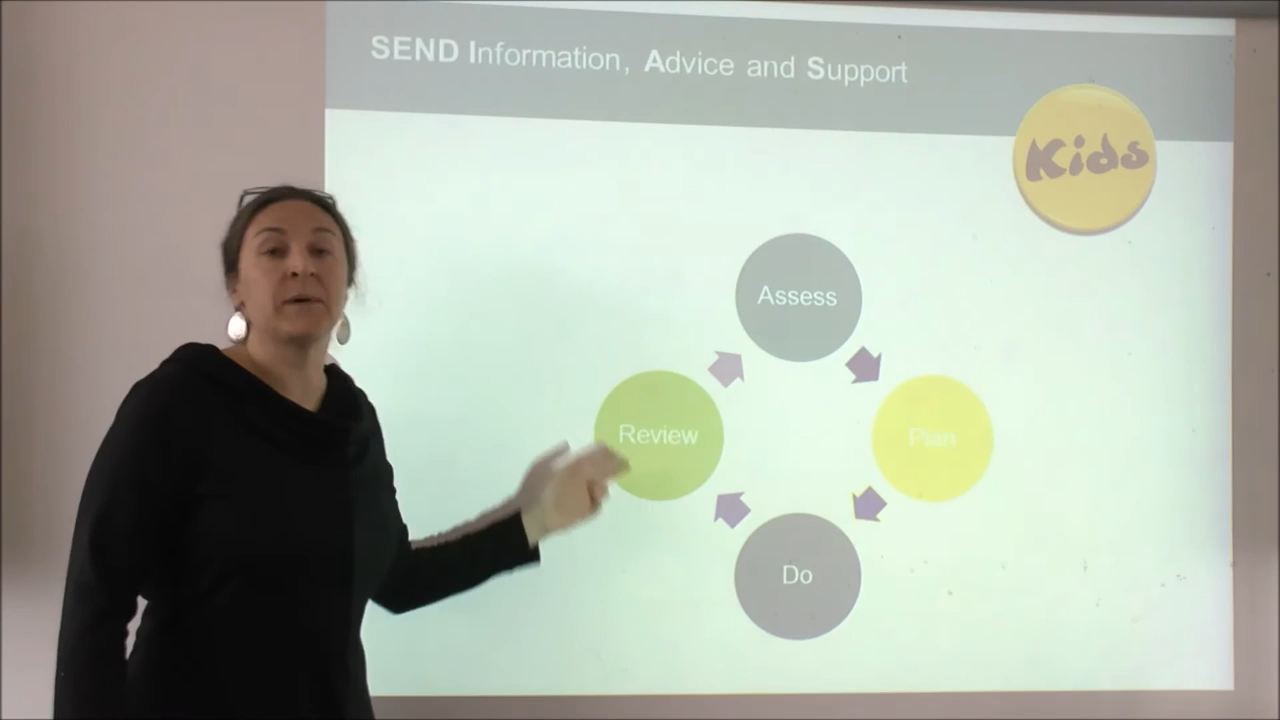 SEND Information, Advice and Support
Kids
Assess
Review
Plan
Do